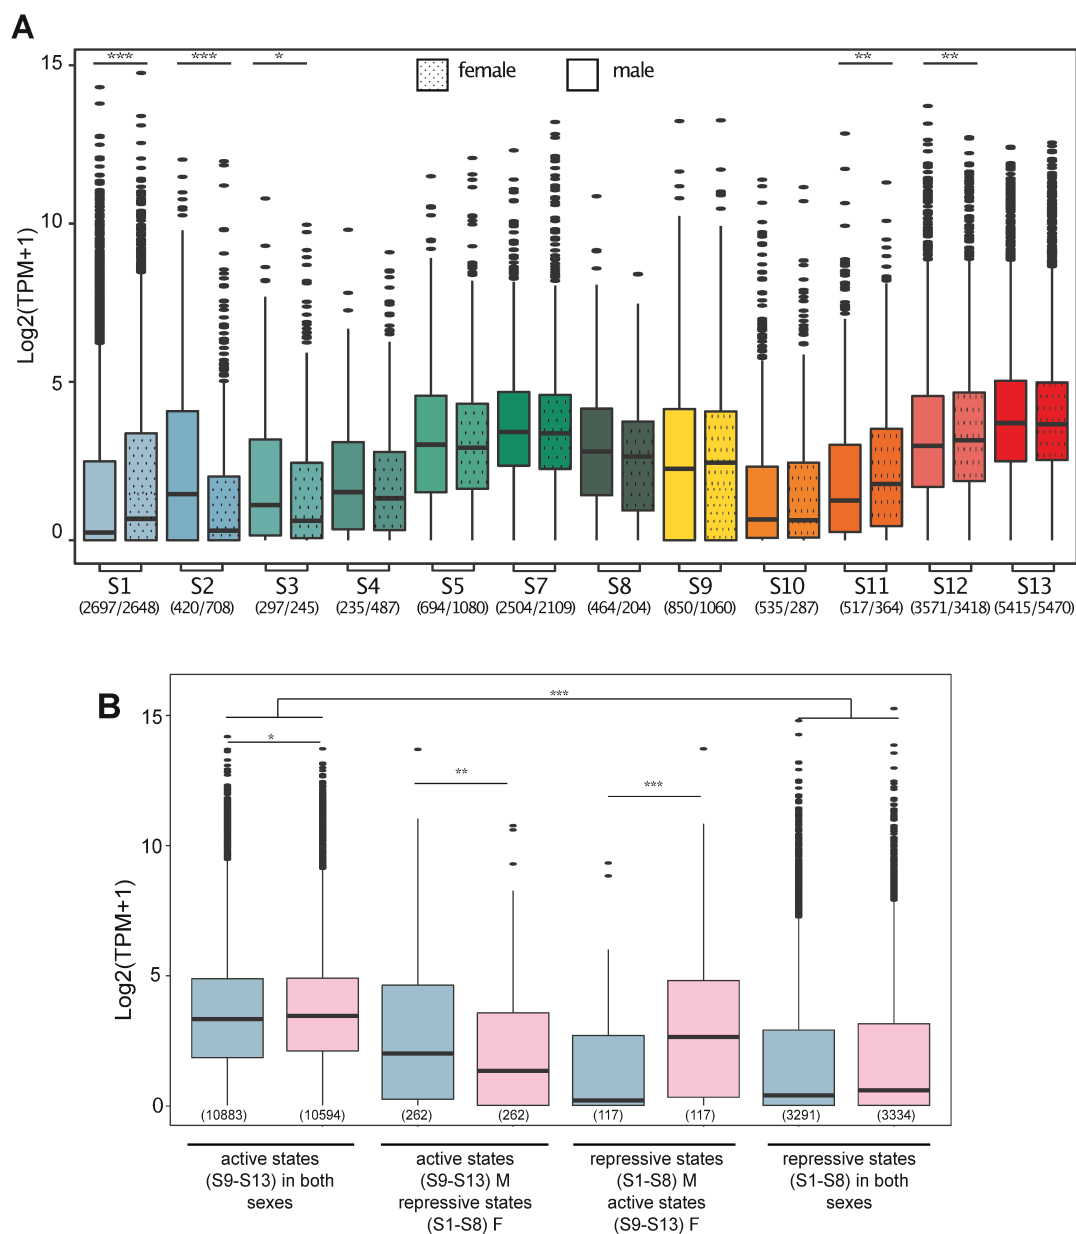 A
*** *** * ** **
female male
Log2(TPM+1)
15
10
5
0
S1 S2 S3 S4 S5 S7 S8 S9 S10 S11 S12 S13
(2697/2648) (420/708) (297/245) (235/487) (694/1080) (2504/2109) (464/204) (850/1060) (535/287) (517/364) (3571/3418) (5415/5470)
B
***
*
**
***
Log2(TPM+1)
15
10
5
0
(10883) (10594) (262) (262) (117) (117) (3291) (3334)
active states
(S9-S13) in both
sexes
active states
(S9-S13) M
repressive states
(S1-S8) F
repressive states
(S1-S8) M
active states
(S9-S13) F
repressive states
(S1-S8) in both
sexes